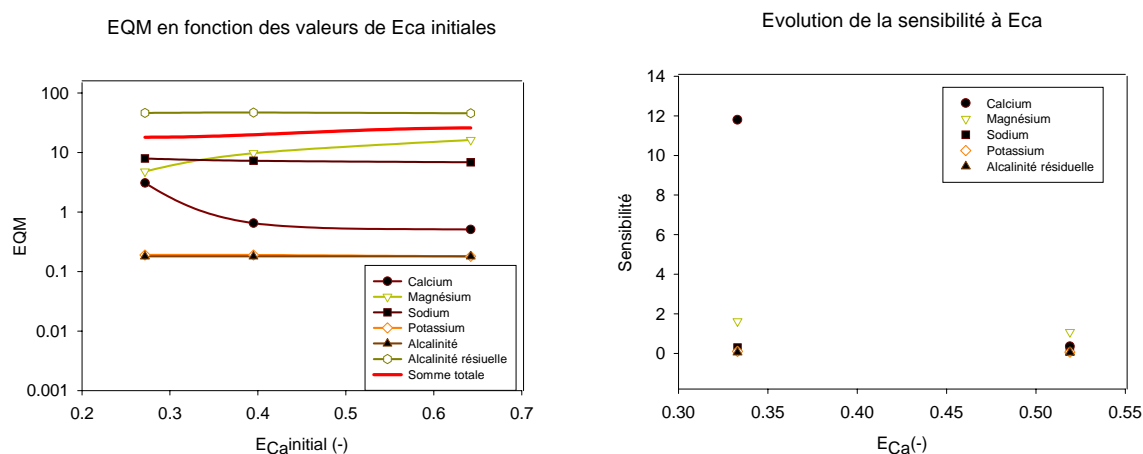 EQM en fonction des valeurs de Eca initiales
EQM
100
10
1
0.1
0.01
0.001
0.2
0.3
0.4
0.5
0.6
0.7
ECainitial (-)
Calcium
Magnésium
Sodium
Potassium
Alcalinité
Alcalinité résiuelle
Somme totale
Evolution de la sensibilité à Eca
Sensibilité
14
12
10
8
6
4
2
0
0.30
0.35
0.40
0.45
0.50
0.55
ECa(-)
Calcium
Magnésium
Sodium
Potassium
Alcalinité résiduelle